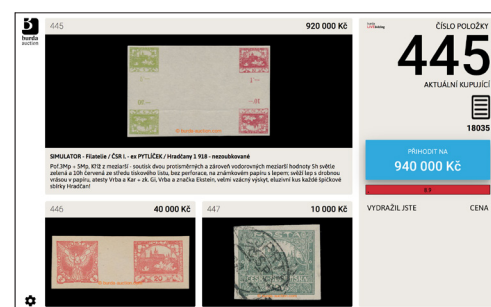 burda
auction
445
920 000 Kč
SIMULATOR - Filatelie / ČSR I. - ex PYTLÍČEK / Hradčany 1 918 - nezoubkované
Pof.3Mp + 5Mp, Kříž z meziarší - soutisk dvou protisměrných a zároveň vodorovných meziarší hodnoty 5h světle
zelená a 10h červená ze středu tiskového listu, bez perforace, na známkovém papíru s lepem; svěží lep s drobnou
vrásou v papíru, atesty Vrba a Kar + zk. Gi, Vrba a značka Ekstein, velmi vzácný výskyt, eluzivní kus každé špičkové
sbírky Hradčan!
446
40 000 Kč
447
10 000 Kč
ČÍSLO POLOŽKY
445
AKTUÁLNÍ KUPUJÍCÍ
18035
PŘIHODIT NA
940 000 Kč
VYDRAŽIL JSTE
CENA